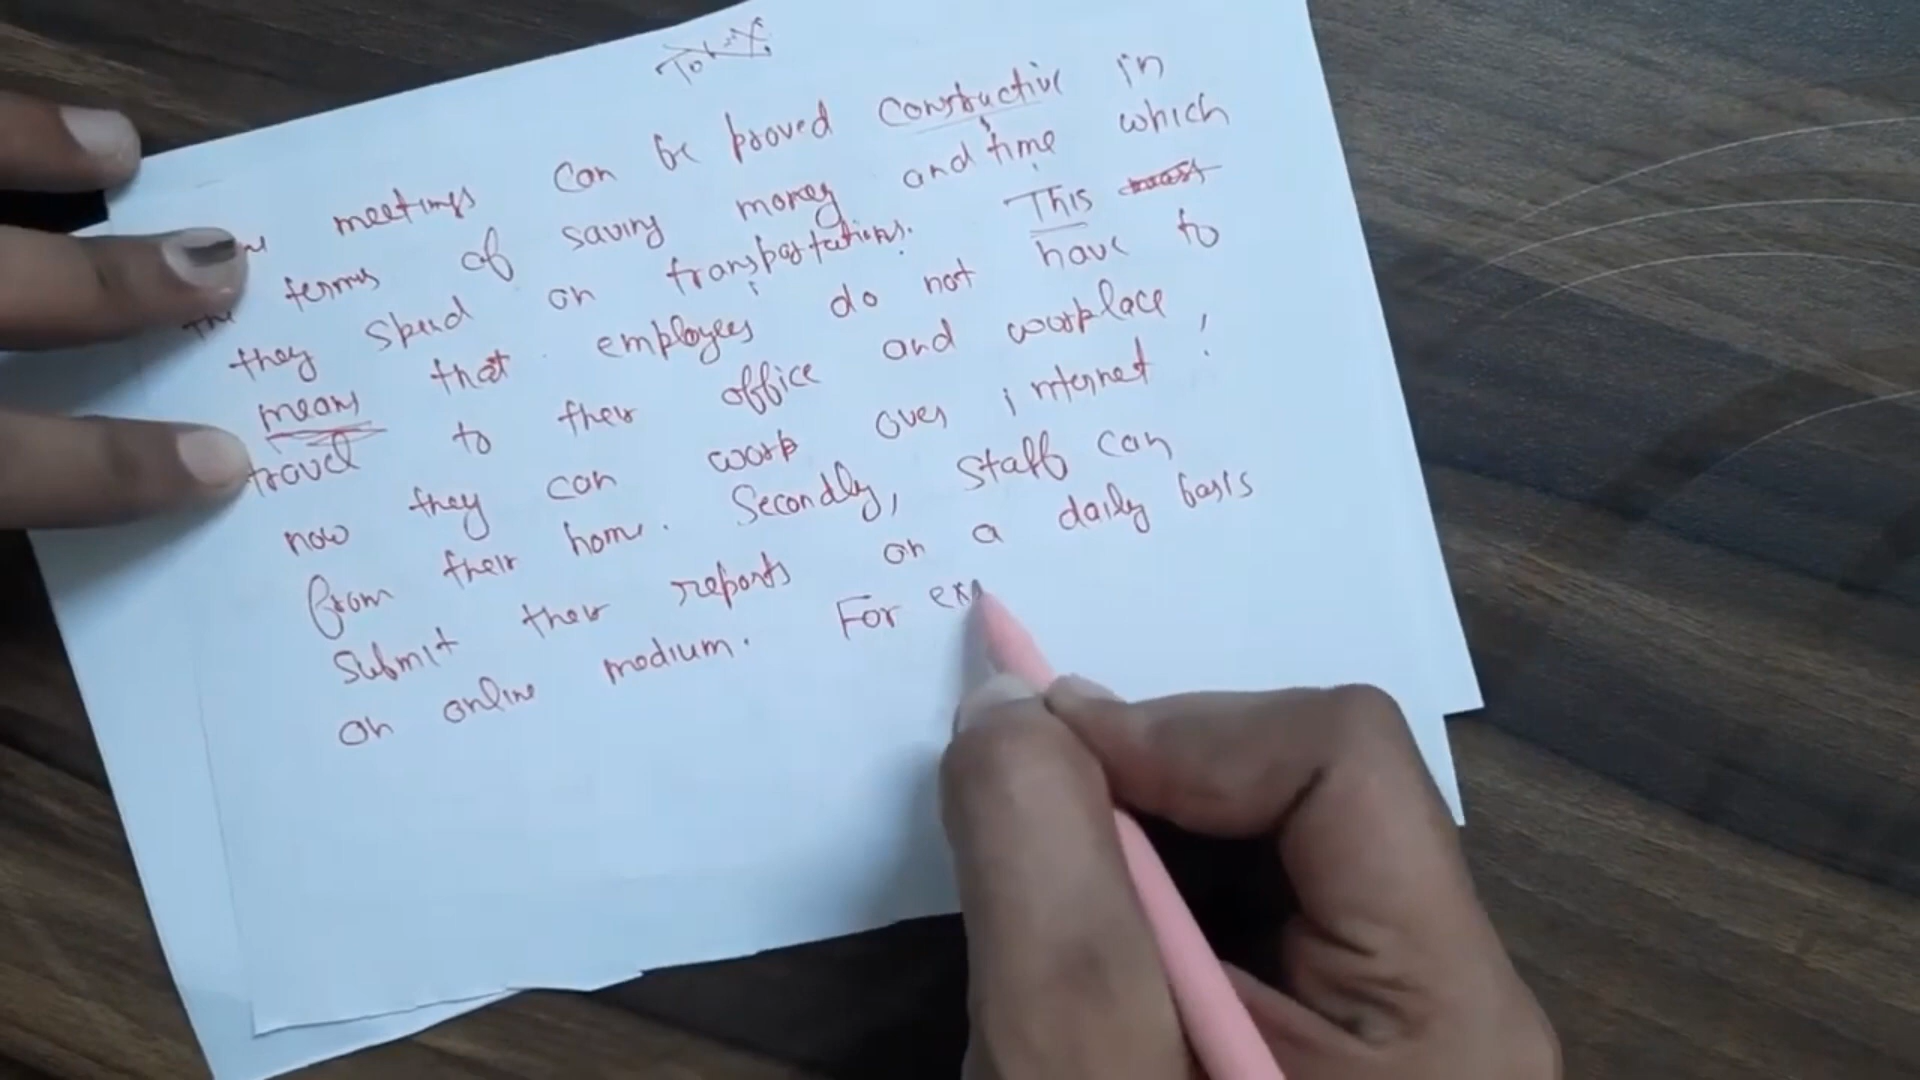 meetings can be proved constructive in
terms of saving money and time which
they spend on transportations. This
means that employees do not have to
travel to their office and workplace,
now they can work over internet
from their home. Secondly, staff can
submit their reports on a daily basis
on online medium. For ex